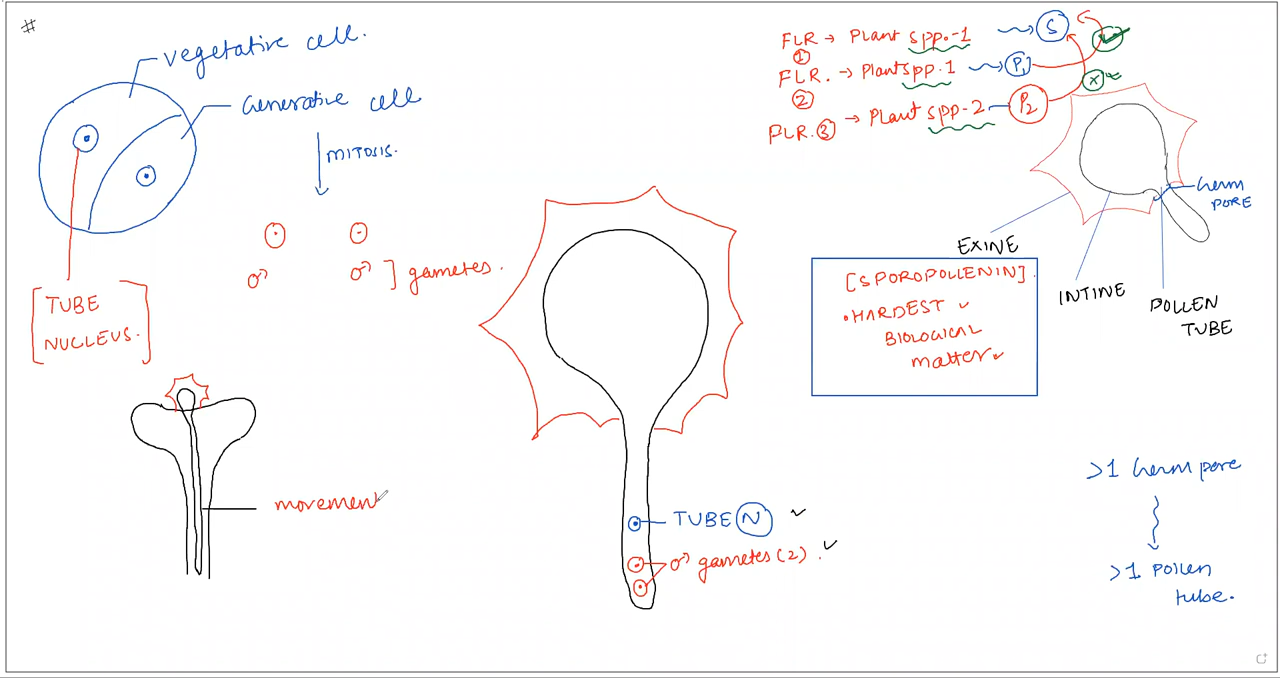 #
vegetative cell.
Generative cell
MITOSIS.
♂ ♂ ] gametes.
[TUBE
NUCLEUS.]
movement
TUBE N ✓
♂ gametes (2). ✓
FLR → Plant spp.-1 S
①
FLR. → Plant spp.1 P1 ✓
②
FLR. ③ → Plant spp-2 P2 x
Germ
PORE
EXINE
INTINE
POLLEN
TUBE
[SPOROPOLLENIN].
•HARDEST ✓
BIOLOGICAL
matter ✓
>1 Germ pore
>1 Pollen
tube.